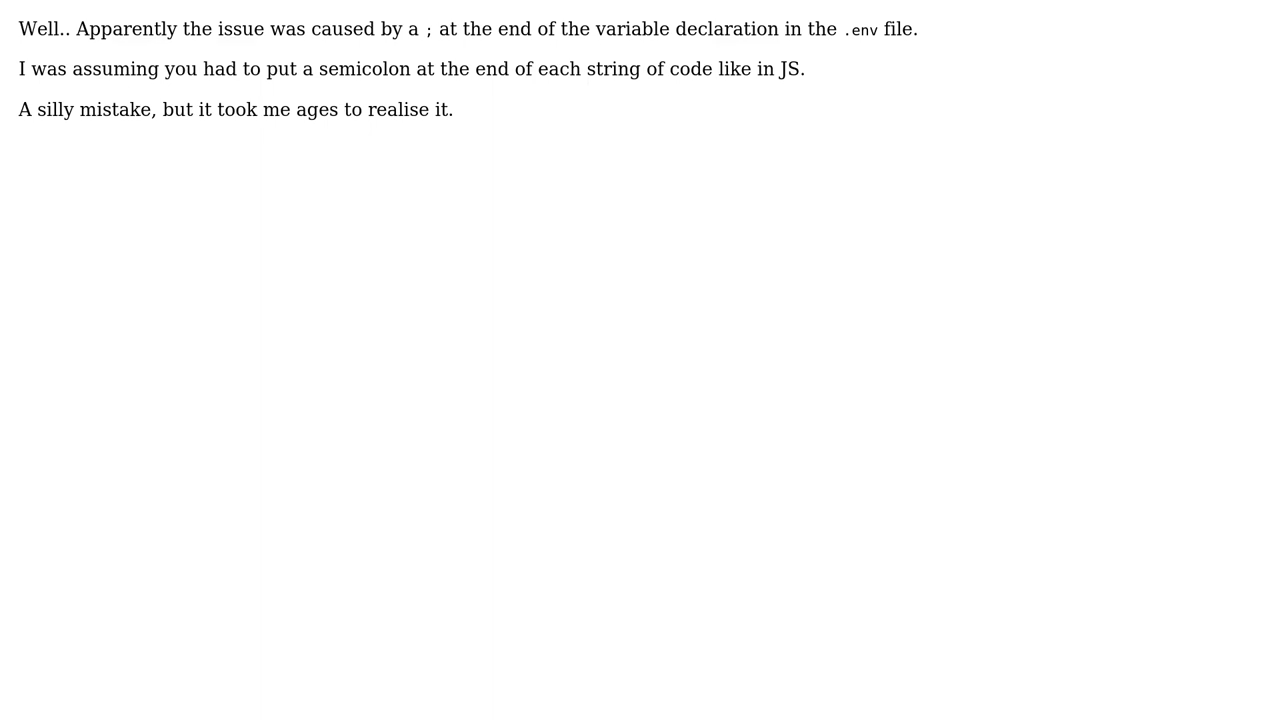 Well.. Apparently the issue was caused by a ; at the end of the variable declaration in the .env file.
I was assuming you had to put a semicolon at the end of each string of code like in JS.
A silly mistake, but it took me ages to realise it.